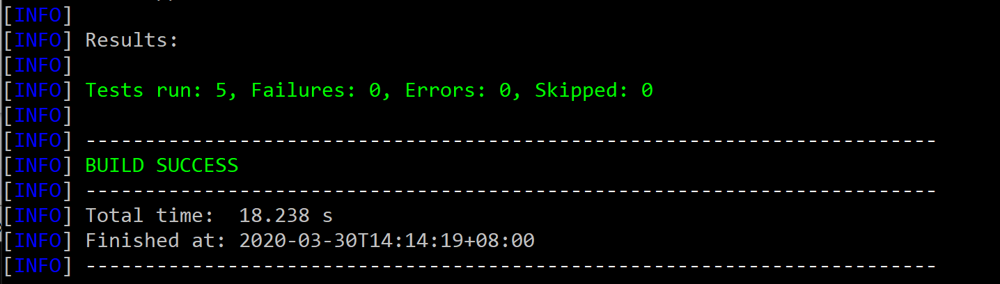 [INFO]
[INFO] Results:
[INFO]
[INFO] Tests run: 5, Failures: 0, Errors: 0, Skipped: 0
[INFO]
[INFO] ------------------------------------------------------------------------
[INFO] BUILD SUCCESS
[INFO] ------------------------------------------------------------------------
[INFO] Total time:  18.238 s
[INFO] Finished at: 2020-03-30T14:14:19+08:00
[INFO] ------------------------------------------------------------------------